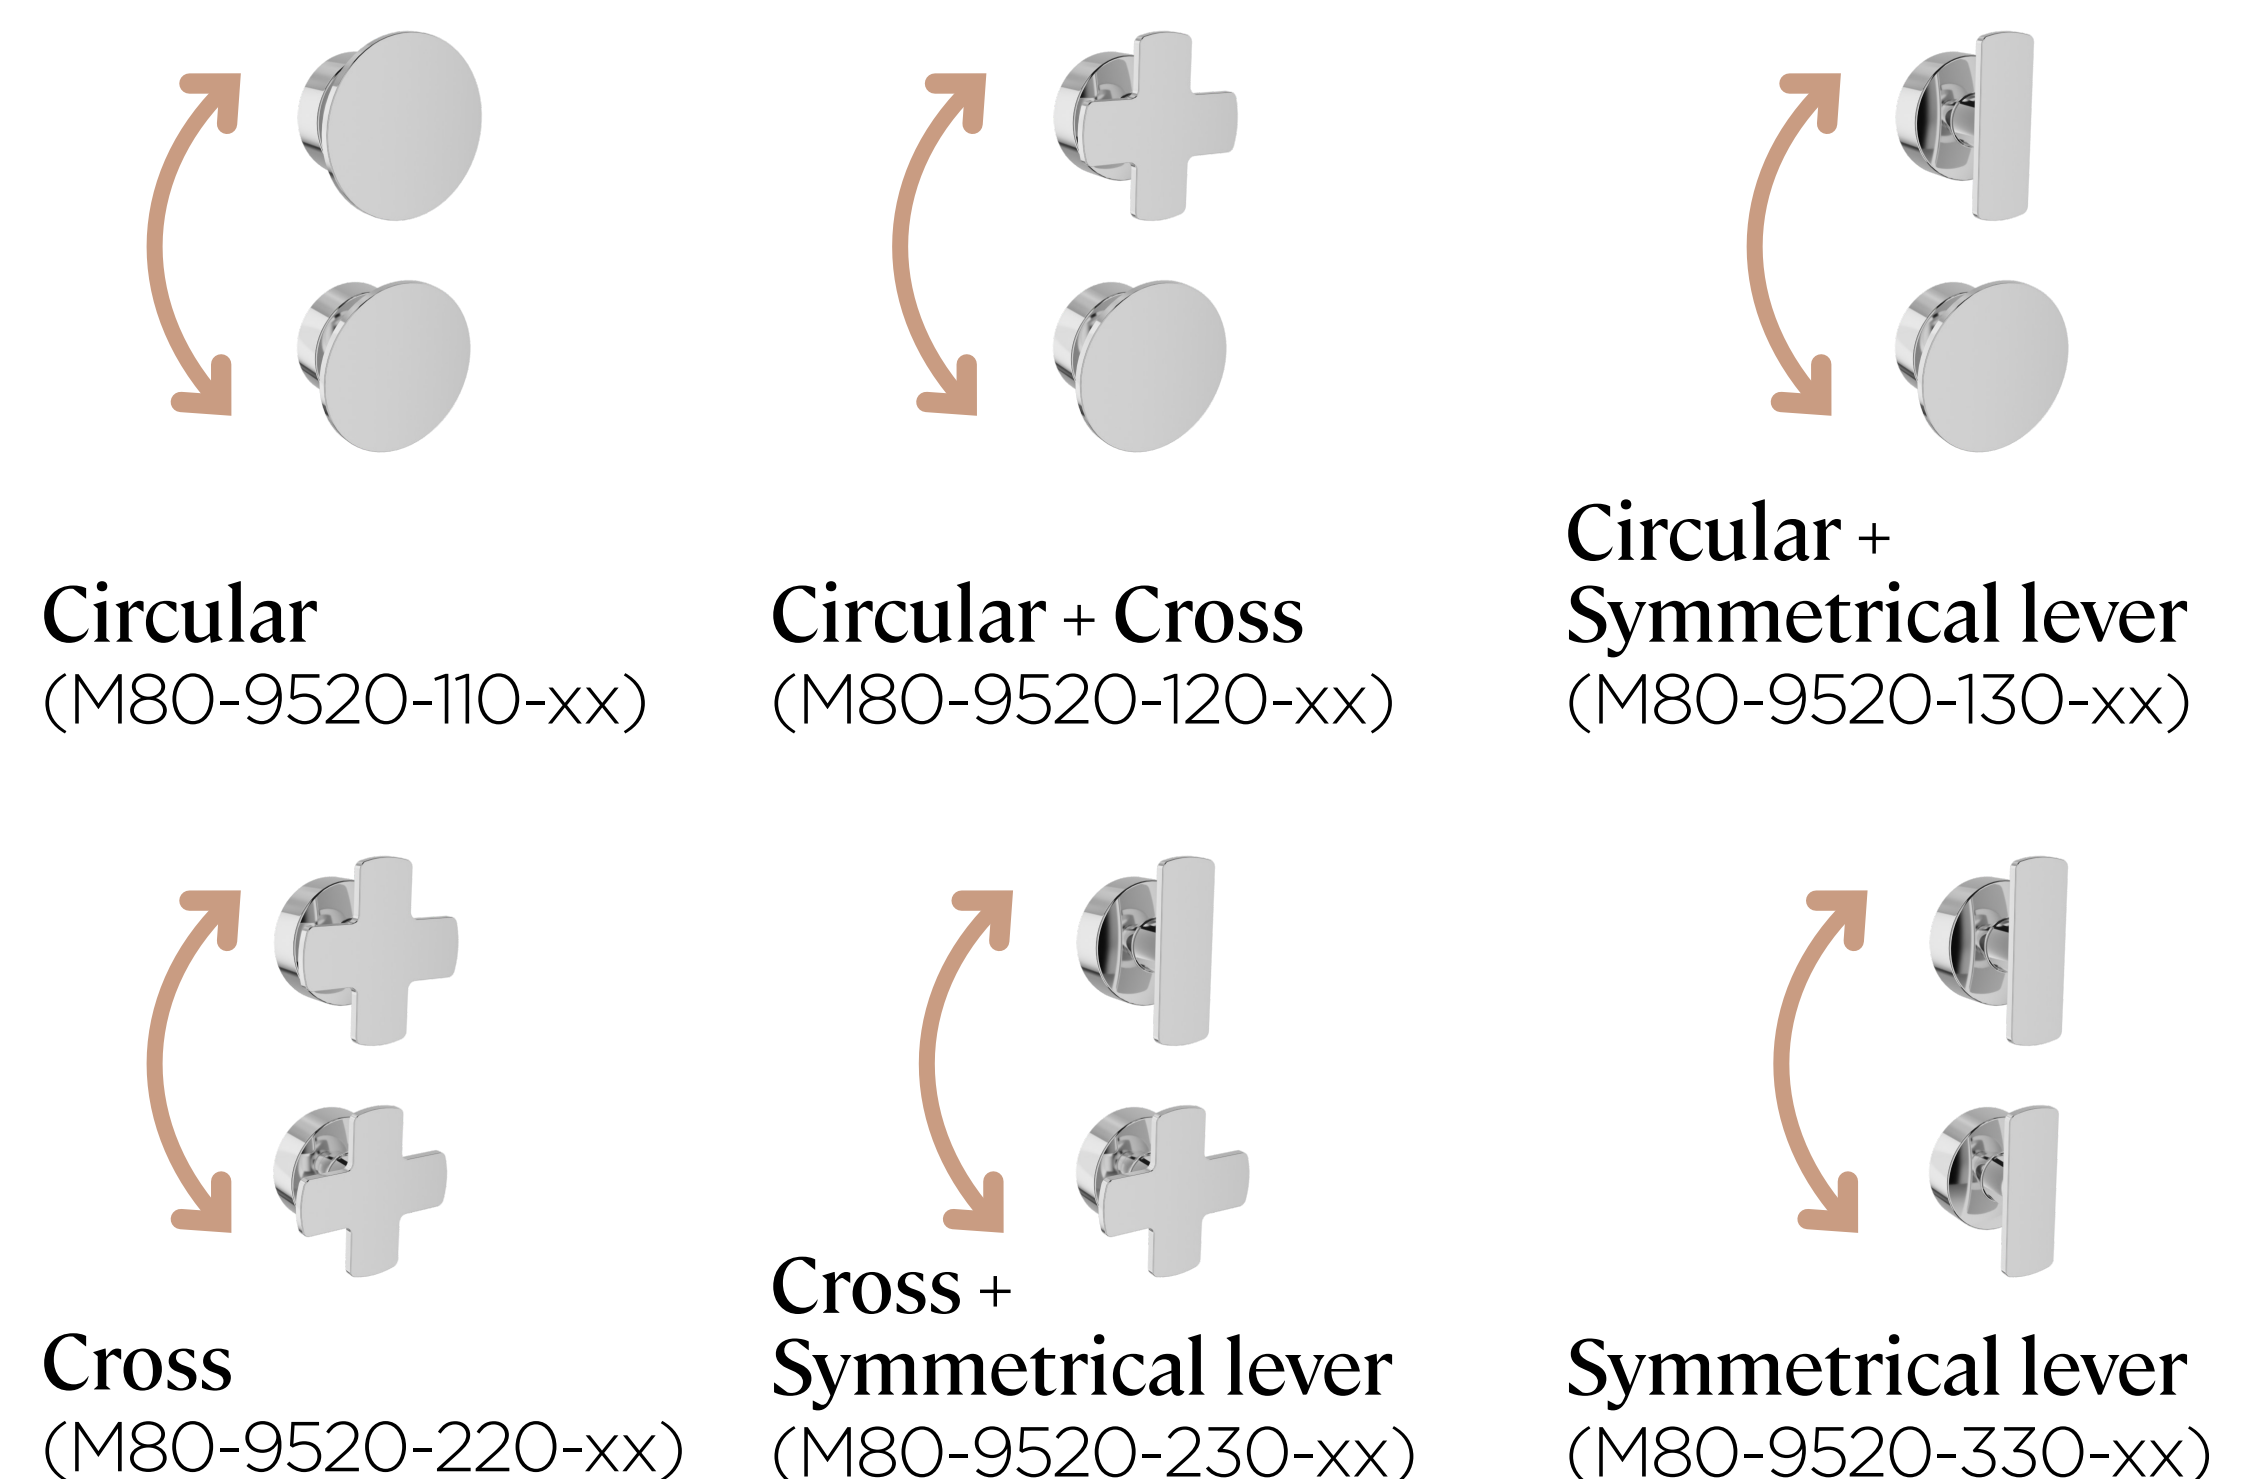 Circular
(M80-9520-110-xx)
Circular + Cross
(M80-9520-120-xx)
Circular +
Symmetrical lever
(M80-9520-130-xx)
Cross
(M80-9520-220-xx)
Cross +
Symmetrical lever
(M80-9520-230-xx)
Symmetrical lever
(M80-9520-330-xx)